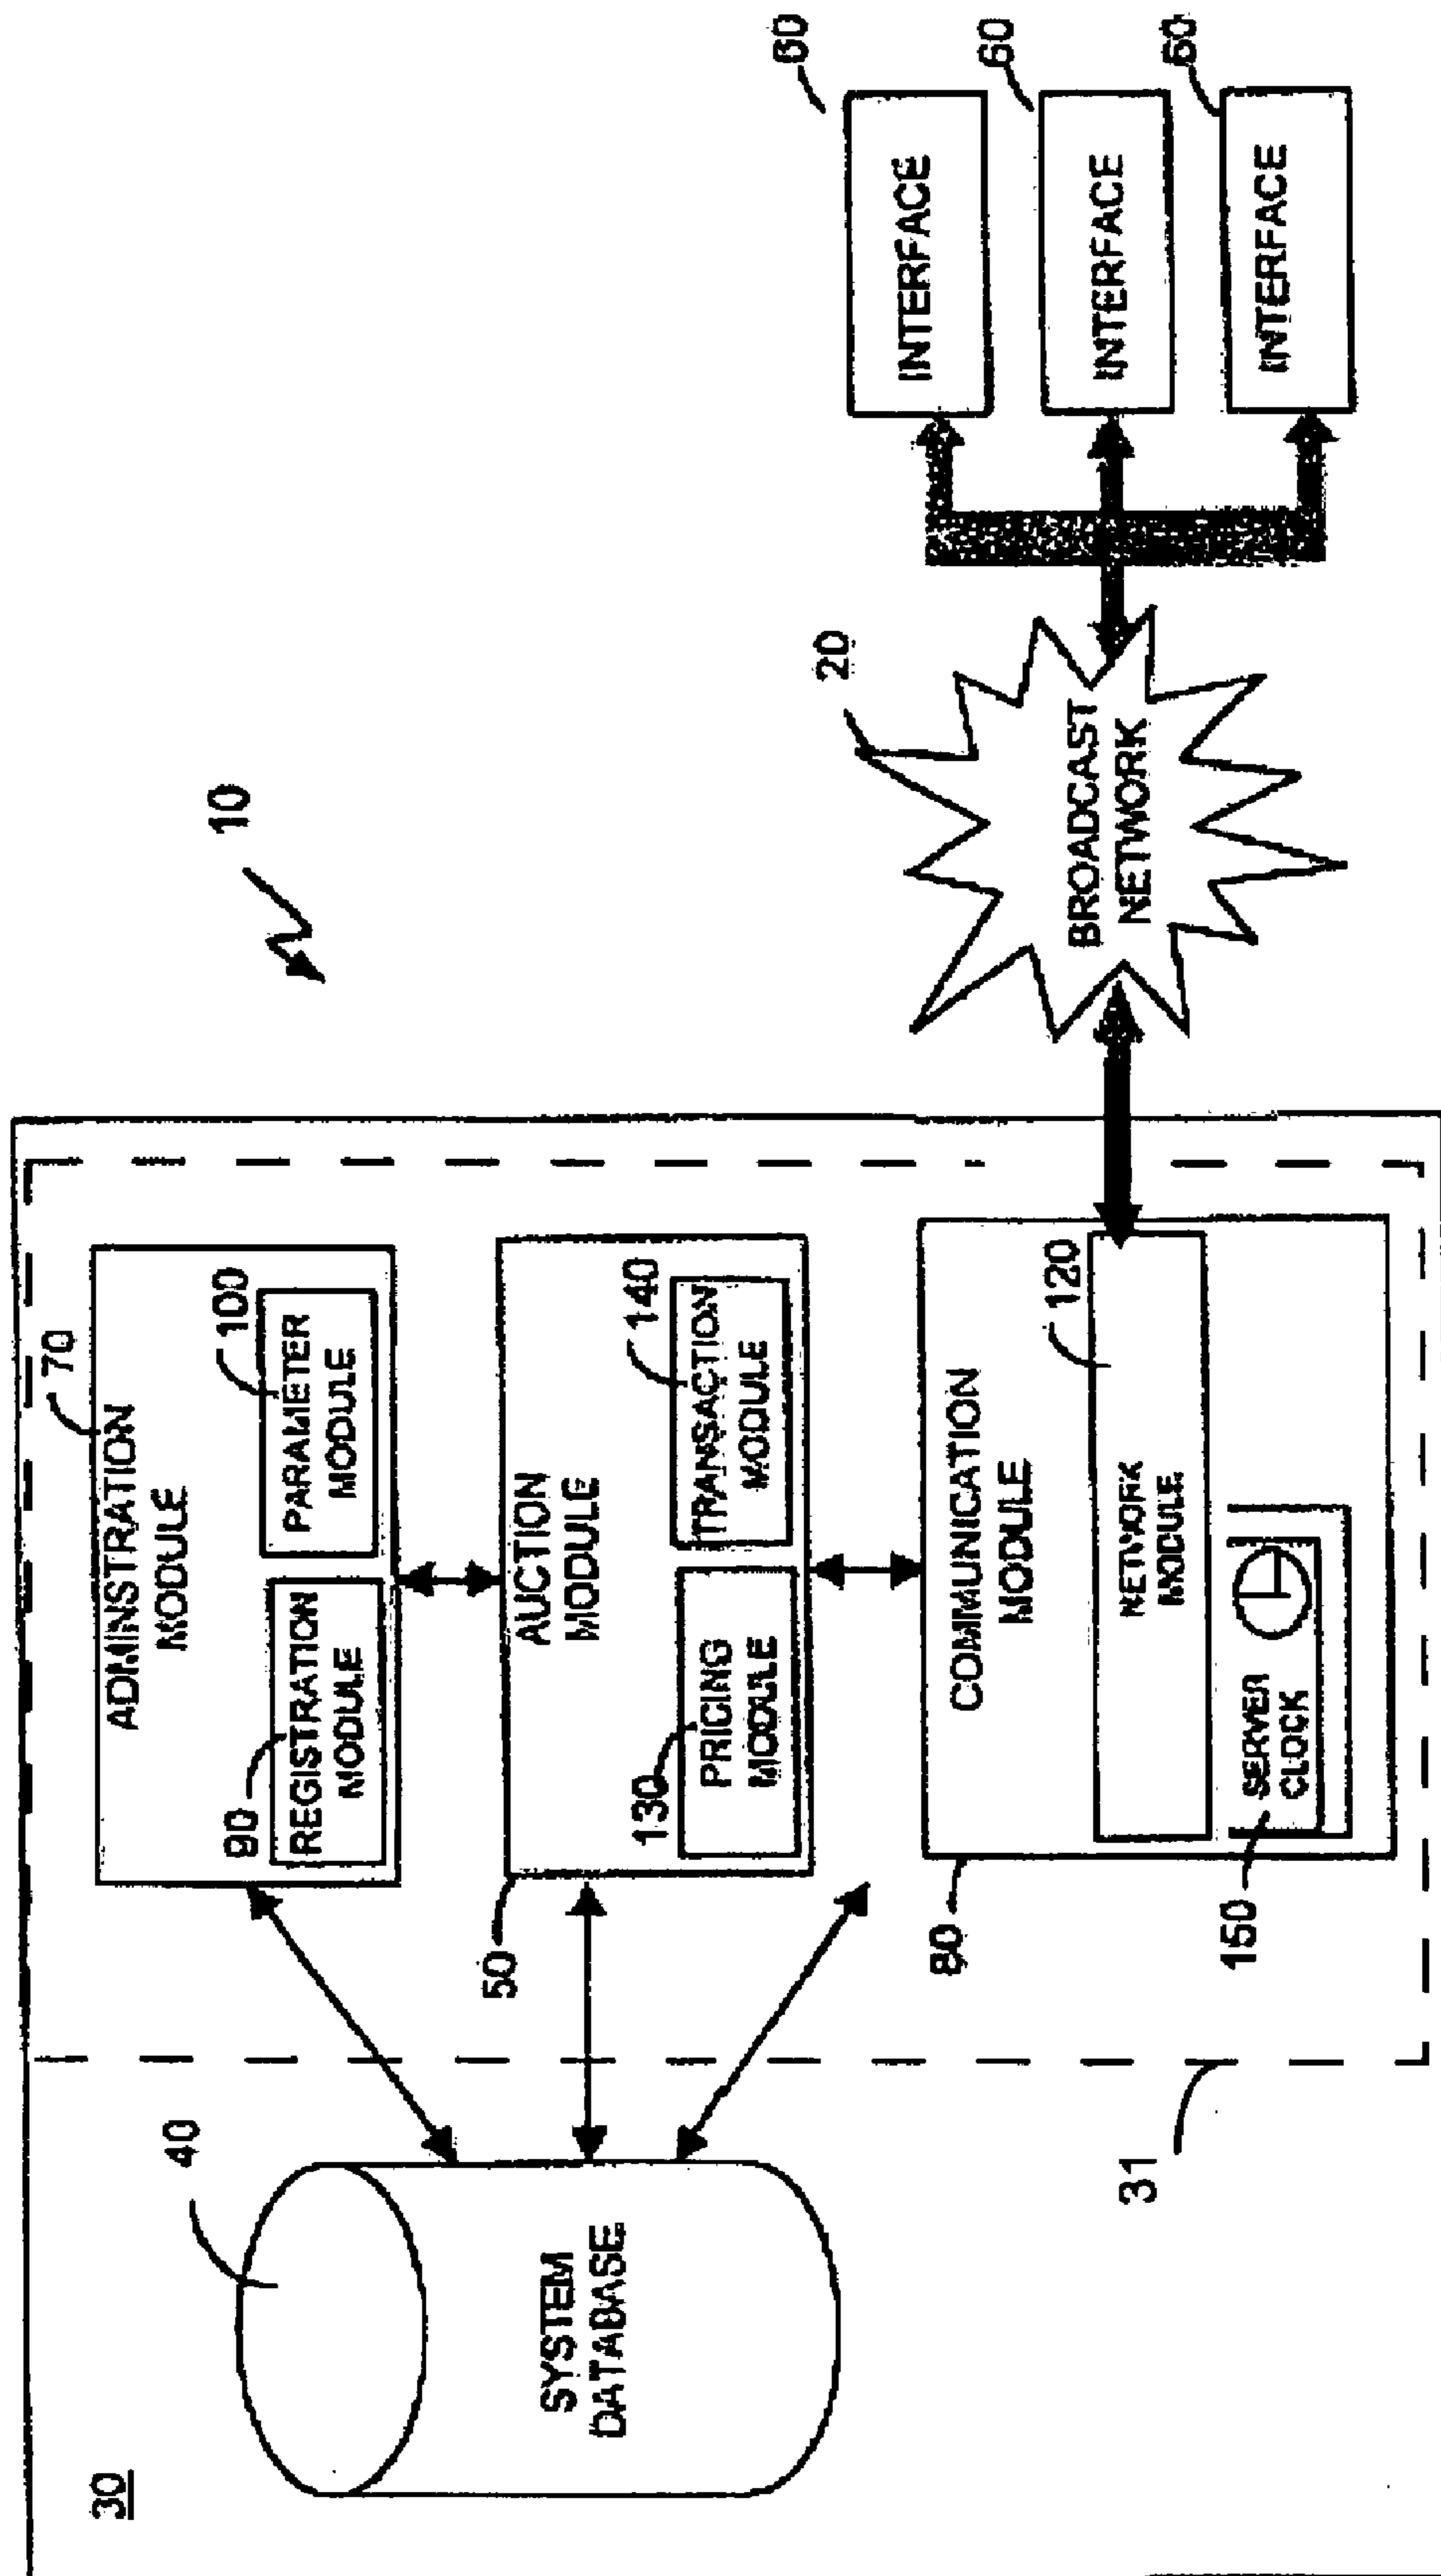 30
10
40
SYSTEM
DATABASE
31
70
ADMINSTRATION
MODULE
90
REGISTRATION
MODULE
100
PARAMETER
MODULE
50
AUCTION
MODULE
130
PRICING
MODULE
140
TRANSACTION
MODULE
80
COMMUNICATION
MODULE
120
NETWORK
MODULE
150
SERVER
CLOCK
20
BROADCAST
NETWORK
60
INTERFACE
60
INTERFACE
60
INTERFACE